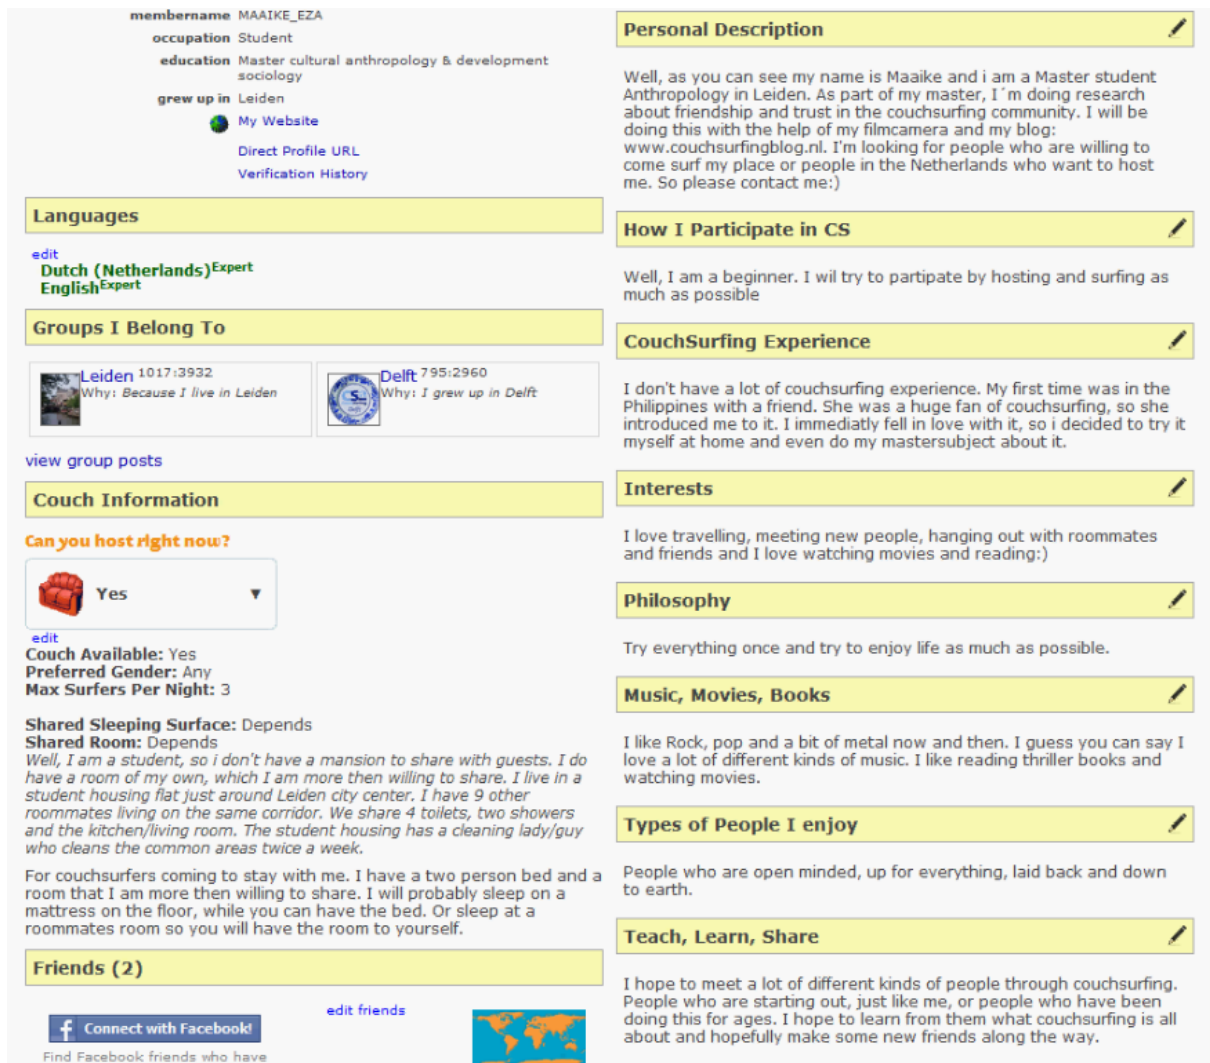 membername MAAIKE_EZA
occupation Student
education Master cultural anthropology & development
sociology
grew up in Leiden
My Website
Direct Profile URL
Verification History
Languages
edit
Dutch (Netherlands)Expert
EnglishExpert
Groups I Belong To
Leiden 1017:3932
Why: Because I live in Leiden
Delft 795:2960
Why: I grew up in Delft
view group posts
Couch Information
Can you host right now?
Yes
edit
Couch Available: Yes
Preferred Gender: Any
Max Surfers Per Night: 3
Shared Sleeping Surface: Depends
Shared Room: Depends
Well, I am a student, so i don't have a mansion to share with guests. I do
have a room of my own, which I am more then willing to share. I live in a
student housing flat just around Leiden city center. I have 9 other
roommates living on the same corridor. We share 4 toilets, two showers
and the kitchen/living room. The student housing has a cleaning lady/guy
who cleans the common areas twice a week.
For couchsurfers coming to stay with me. I have a two person bed and a
room that I am more then willing to share. I will probably sleep on a
mattress on the floor, while you can have the bed. Or sleep at a
roommates room so you will have the room to yourself.
Friends (2)
edit friends
Connect with Facebook!
Find Facebook friends who have
Personal Description
Well, as you can see my name is Maaike and i am a Master student
Anthropology in Leiden. As part of my master, I´m doing research
about friendship and trust in the couchsurfing community. I will be
doing this with the help of my filmcamera and my blog:
www.couchsurfingblog.nl. I'm looking for people who are willing to
come surf my place or people in the Netherlands who want to host
me. So please contact me:)
How I Participate in CS
Well, I am a beginner. I wil try to partipate by hosting and surfing as
much as possible
CouchSurfing Experience
I don't have a lot of couchsurfing experience. My first time was in the
Philippines with a friend. She was a huge fan of couchsurfing, so she
introduced me to it. I immediatly fell in love with it, so i decided to try it
myself at home and even do my mastersubject about it.
Interests
I love travelling, meeting new people, hanging out with roommates
and friends and I love watching movies and reading:)
Philosophy
Try everything once and try to enjoy life as much as possible.
Music, Movies, Books
I like Rock, pop and a bit of metal now and then. I guess you can say I
love a lot of different kinds of music. I like reading thriller books and
watching movies.
Types of People I enjoy
People who are open minded, up for everything, laid back and down
to earth.
Teach, Learn, Share
I hope to meet a lot of different kinds of people through couchsurfing.
People who are starting out, just like me, or people who have been
doing this for ages. I hope to learn from them what couchsurfing is all
about and hopefully make some new friends along the way.